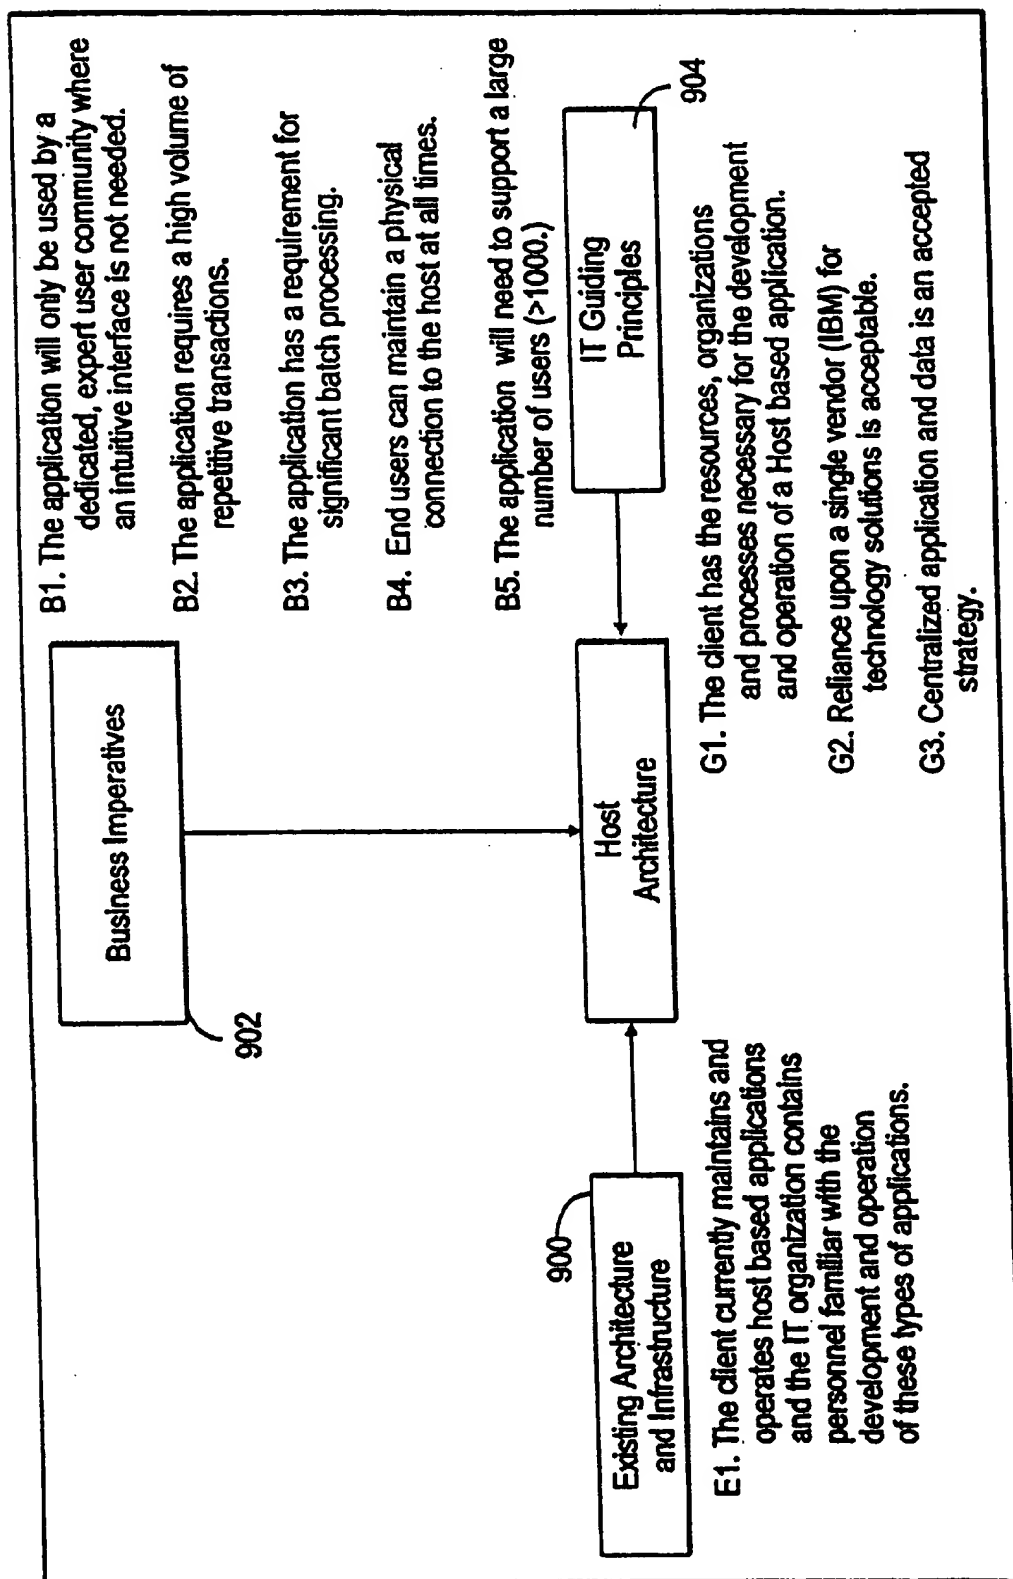 Business Imperatives
902
B1. The application will only be used by a
dedicated, expert user community where
an intuitive interface is not needed.
B2. The application requires a high volume of
repetitive transactions.
B3. The application has a requirement for
significant batch processing.
B4. End users can maintain a physical
connection to the host at all times.
B5. The application will need to support a large
number of users (>1000.)
900
Existing Architecture
and Infrastructure
Host
Architecture
IT Guiding
Principles
904
E1. The client currently maintains and
operates host based applications
and the IT organization contains
personnel familiar with the
development and operation
of these types of applications.
G1. The client has the resources, organizations
and processes necessary for the development
and operation of a Host based application.
G2. Reliance upon a single vendor (IBM) for
technology solutions is acceptable.
G3. Centralized application and data is an accepted
strategy.